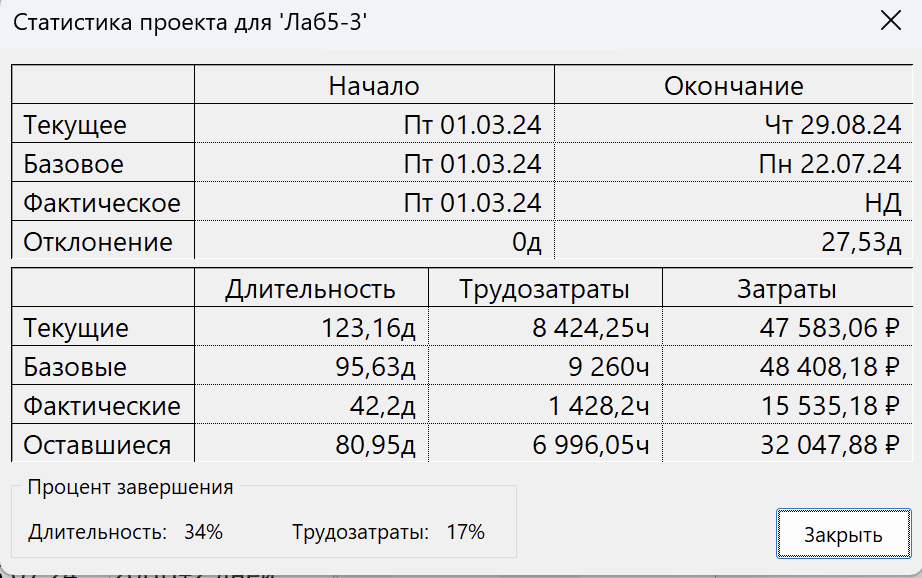 Статистика проекта для 'Лаб5-3'
Начало Окончание
Текущее Пт 01.03.24 Чт 29.08.24
Базовое Пт 01.03.24 Пн 22.07.24
Фактическое Пт 01.03.24 НД
Отклонение 0д 27,53д
Длительность Трудозатраты Затраты
Текущие 123,16д 8 424,25ч 47 583,06 ₽
Базовые 95,63д 9 260ч 48 408,18 ₽
Фактические 42,2д 1 428,2ч 15 535,18 ₽
Оставшиеся 80,95д 6 996,05ч 32 047,88 ₽
Процент завершения
Длительность: 34% Трудозатраты: 17%
Закрыть